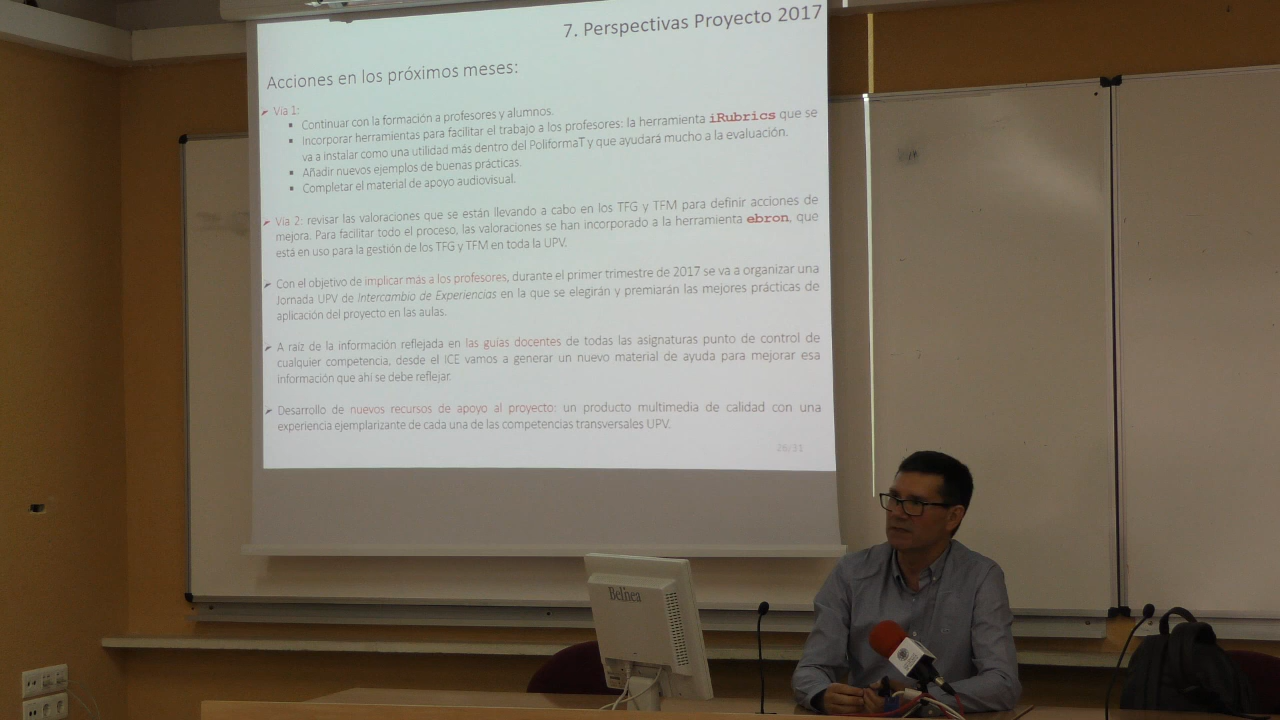 7. Perspectivas Proyecto 2017
Acciones en los próximos meses:
➤ Vía 1:
▪ Continuar con la formación a profesores y alumnos.
▪ Incorporar herramientas para facilitar el trabajo a los profesores: la herramienta iRubrics que se
va a instalar como una utilidad más dentro del PoliformaT y que ayudará mucho a la evaluación.
▪ Añadir nuevos ejemplos de buenas prácticas.
▪ Completar el material de apoyo audiovisual.
➤ Vía 2: revisar las valoraciones que se están llevando a cabo en los TFG y TFM para definir acciones de
mejora. Para facilitar todo el proceso, las valoraciones se han incorporado a la herramienta ebron, que
está en uso para la gestión de los TFG y TFM en toda la UPV.
➤ Con el objetivo de implicar más a los profesores, durante el primer trimestre de 2017 se va a organizar una
Jornada UPV de Intercambio de Experiencias en la que se elegirán y premiarán las mejores prácticas de
aplicación del proyecto en las aulas.
➤ A raíz de la información reflejada en las guías docentes de todas las asignaturas punto de control de
cualquier competencia, desde el ICE vamos a generar un nuevo material de ayuda para mejorar esa
información que ahí se debe reflejar.
➤ Desarrollo de nuevos recursos de apoyo al proyecto: un producto multimedia de calidad con una
experiencia ejemplarizante de cada una de las competencias transversales UPV.
26/31
Belinea